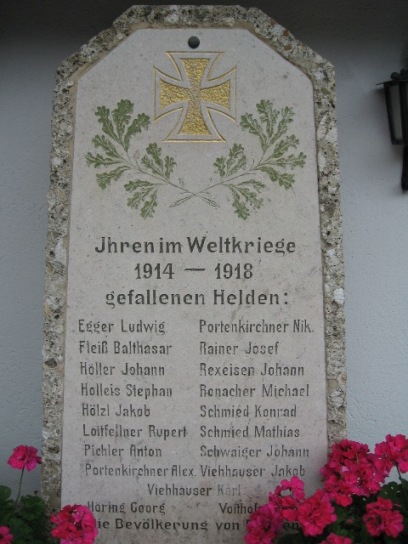 Jhren im Weltkriege
1914 — 1918
gefallenen Helden:
Egger Ludwig Portenkirchner Nik.
Fleiß Balthasar Rainer Josef
Höller Johann Rexeisen Johann
Holleis Stephan Ronacher Michael
Hölzl Jakob Schmied Konrad
Loitfellner Rupert Schmied Mathias
Pichler Anton Schwaiger Johann
Portenkirchner Alex. Viehhauser Jakob
Viehhauser Karl
Höring Georg
Die Bevölkerung von